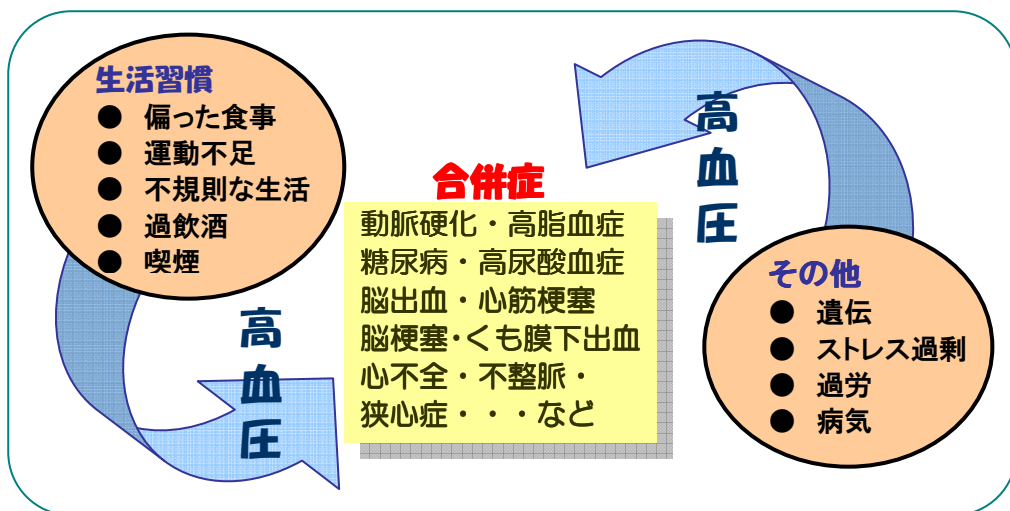 生活習慣
● 偏った食事
● 運動不足
● 不規則な生活
● 過飲酒
● 喫煙
高血圧
合併症
動脈硬化・高脂血症
糖尿病・高尿酸血症
脳出血・心筋梗塞
脳梗塞・くも膜下出血
心不全・不整脈・
狭心症・・・など
高血圧
その他
● 遺伝
● ストレス過剰
● 過労
● 病気